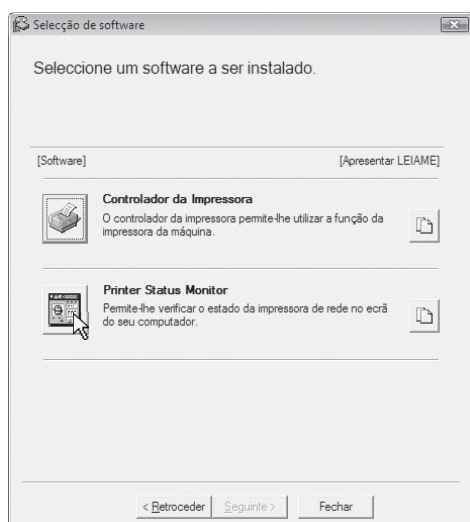 Selecção de software
Seleccione um software a ser instalado.
[Software] [Apresentar LEIAME]
Controlador da Impressora
O controlador da impressora permite-lhe utilizar a função da
impressora da máquina.
Printer Status Monitor
Permite-lhe verificar o estado da impressora de rede no ecrã
do seu computador.
< Retroceder Seguinte > Fechar